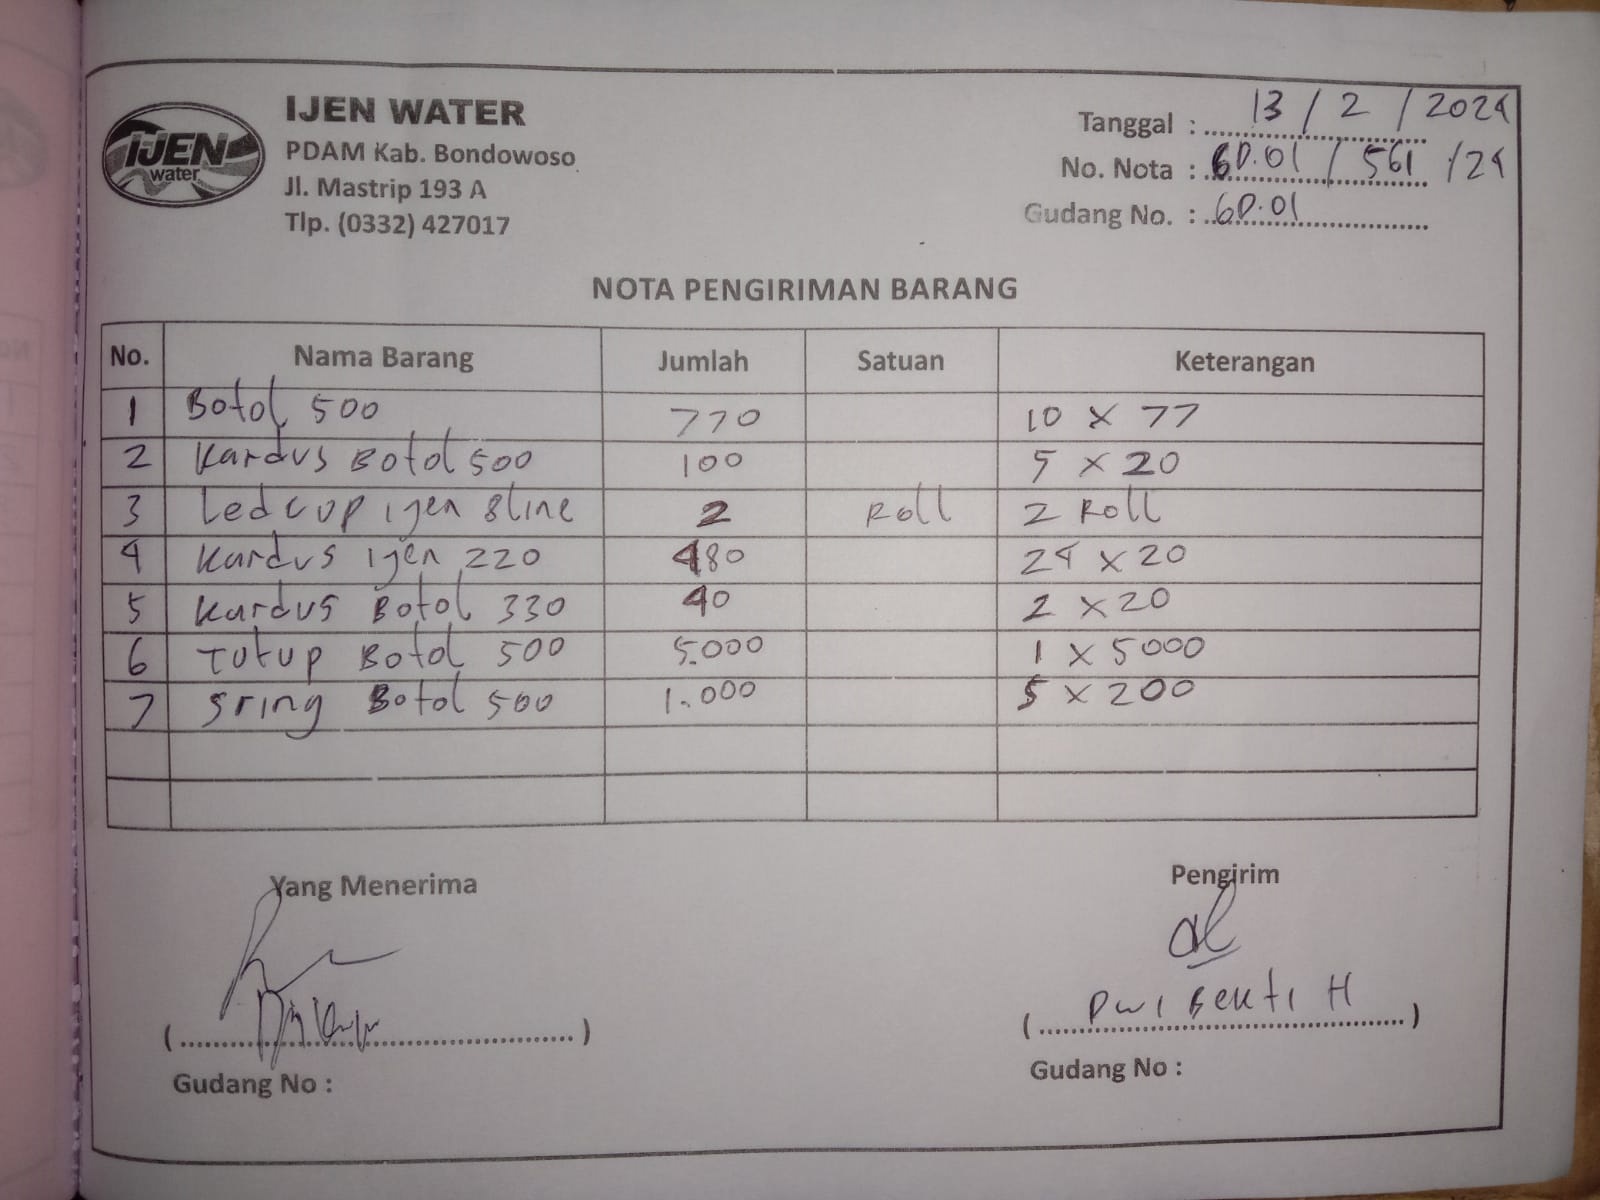 IJEN
water
IJEN WATER
PDAM Kab. Bondowoso
Jl. Mastrip 193 A
Tlp. (0332) 427017
Tanggal : 13 / 2 / 2024
No. Nota : GD.01 / 561 / 24
Gudang No. : GD.01
NOTA PENGIRIMAN BARANG
No. Nama Barang Jumlah Satuan Keterangan
1 Botol 500 770 10 x 77
2 Kardus Botol 500 100 5 x 20
3 Ledcup ijen 8line 2 Roll 2 Roll
4 Kardus Ijen 220 480 24 x 20
5 Kardus Botol 330 40 2 x 20
6 Tutup Botol 500 5.000 1 x 5000
7 Sring Botol 500 1.000 5 x 200
Yang Menerima Pengirim
( Dwi Bekti H )
Gudang No : Gudang No :